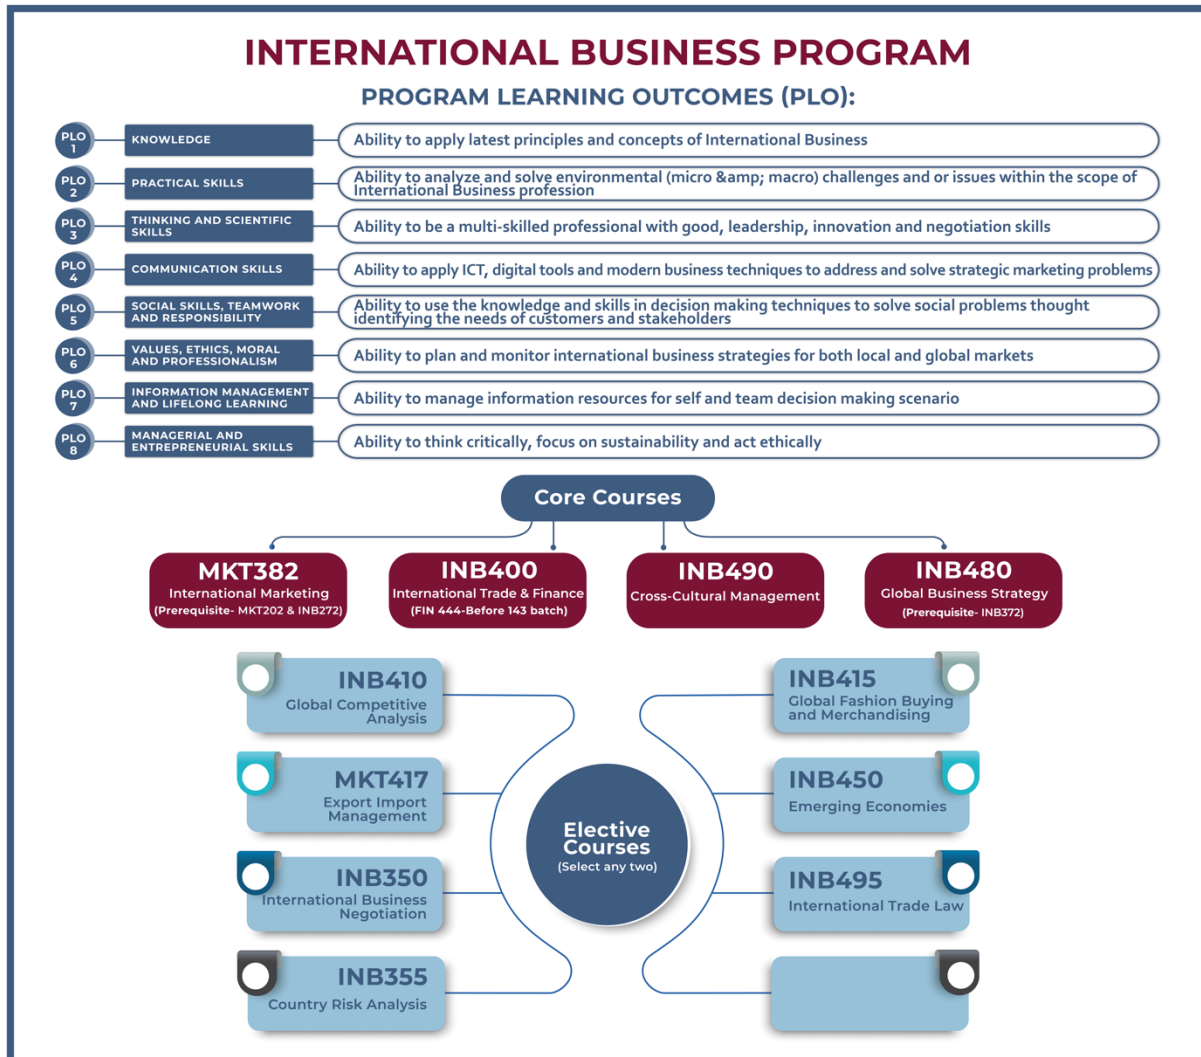 INTERNATIONAL BUSINESS PROGRAM
PROGRAM LEARNING OUTCOMES (PLO):
PLO
1
KNOWLEDGE
Ability to apply latest principles and concepts of International Business
PLO
2
PRACTICAL SKILLS
Ability to analyze and solve environmental (micro &amp; macro) challenges and or issues within the scope of
International Business profession
PLO
3
THINKING AND SCIENTIFIC
SKILLS
Ability to be a multi-skilled professional with good, leadership, innovation and negotiation skills
PLO
4
COMMUNICATION SKILLS
Ability to apply ICT, digital tools and modern business techniques to address and solve strategic marketing problems
PLO
5
SOCIAL SKILLS, TEAMWORK
AND RESPONSIBILITY
Ability to use the knowledge and skills in decision making techniques to solve social problems thought
identifying the needs of customers and stakeholders
PLO
6
VALUES, ETHICS, MORAL
AND PROFESSIONALISM
Ability to plan and monitor international business strategies for both local and global markets
PLO
7
INFORMATION MANAGEMENT
AND LIFELONG LEARNING
Ability to manage information resources for self and team decision making scenario
PLO
8
MANAGERIAL AND
ENTREPRENEURIAL SKILLS
Ability to think critically, focus on sustainability and act ethically
Core Courses
MKT382
International Marketing
(Prerequisite- MKT202 & INB272)
INB400
International Trade & Finance
(FIN 444-Before 143 batch)
INB490
Cross-Cultural Management
INB480
Global Business Strategy
(Prerequisite- INB372)
INB410
Global Competitive
Analysis
MKT417
Export Import
Management
INB350
International Business
Negotiation
INB355
Country Risk Analysis
Elective
Courses
(Select any two)
INB415
Global Fashion Buying
and Merchandising
INB450
Emerging Economies
INB495
International Trade Law